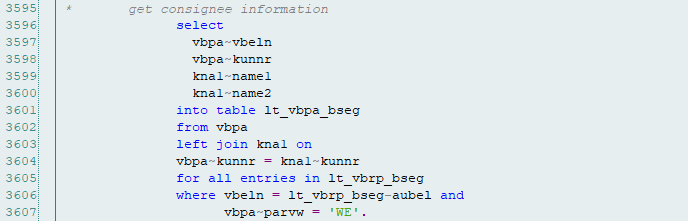 3595 * get consignee information
3596 select
3597 vbpa~vbeln
3598 vbpa~kunnr
3599 kna1~name1
3600 kna1~name2
3601 into table lt_vbpa_bseg
3602 from vbpa
3603 left join kna1 on
3604 vbpa~kunnr = kna1~kunnr
3605 for all entries in lt_vbrp_bseg
3606 where vbeln = lt_vbrp_bseg-aubel and
3607 vbpa~parvw = 'WE'.